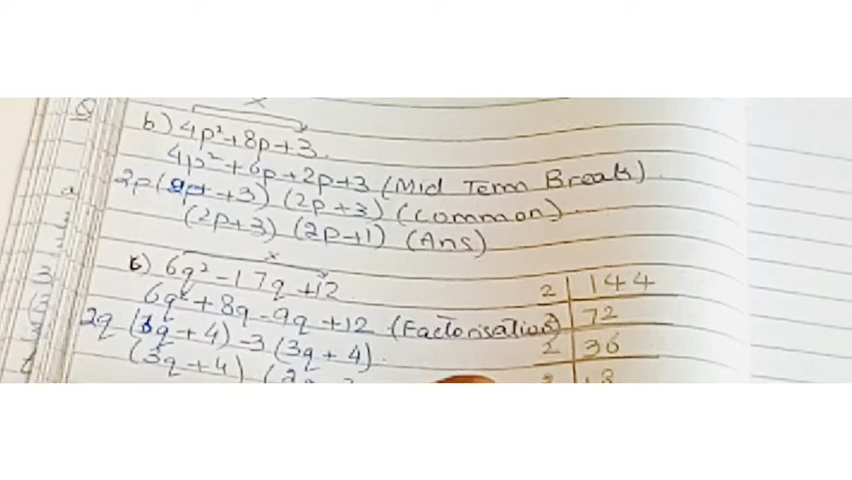 b) 4p²+8p+3.
4p²+6p+2p+3 (Mid Term Break)
2p(2p+3) (2p+3) (common)
(2p+3) (2p+1) (Ans)
c) 6q²-17q+12
6q²+8q-9q+12 (Factorisation)
2q (3q+4) -3 (3q+4).
(3q+4) (2q
2 | 144
2 | 72
2 | 36